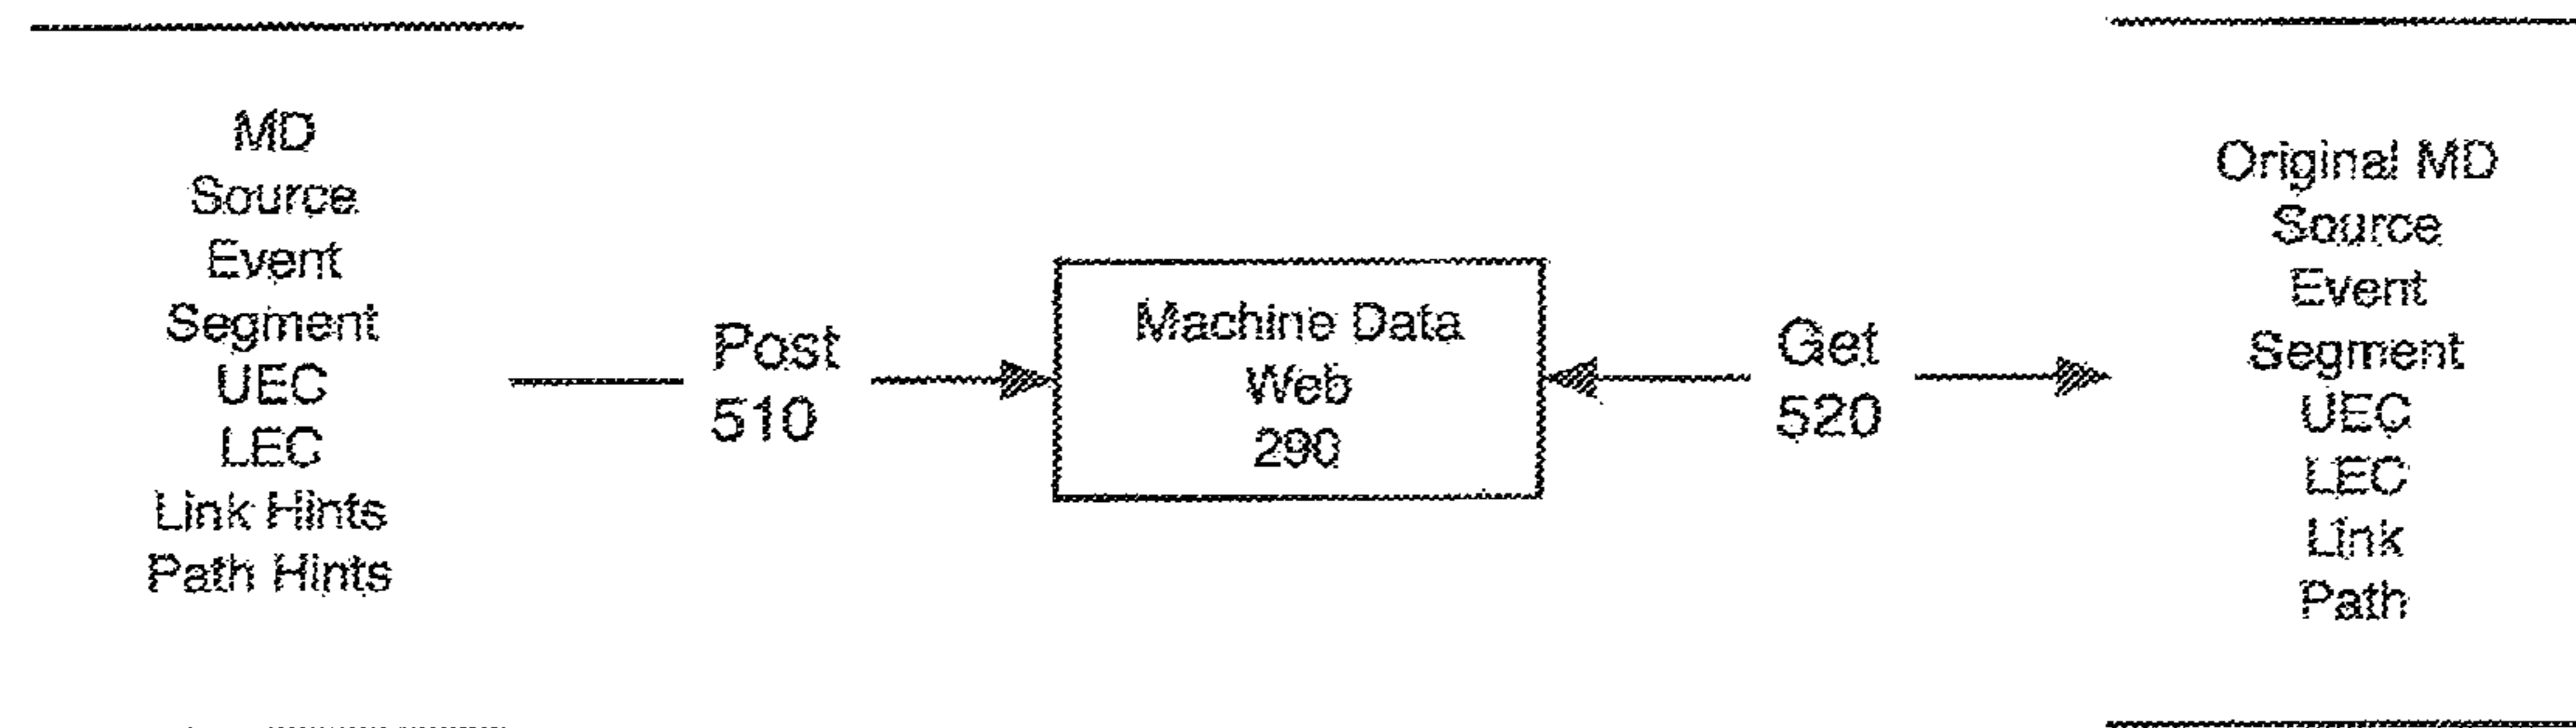 MD
Source
Event
Segment
UEC
LEC
Link Hints
Path Hints
Post
510
Machine Data
Web
290
Get
520
Original MD
Source
Event
Segment
UEC
LEC
Link
Path